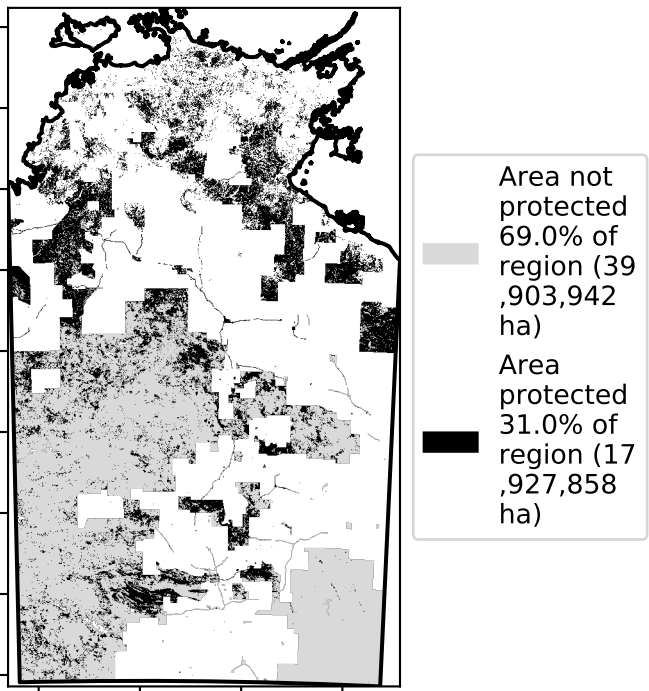 Area not
protected
69.0% of
region (39
,903,942
ha)
Area
protected
31.0% of
region (17
,927,858
ha)